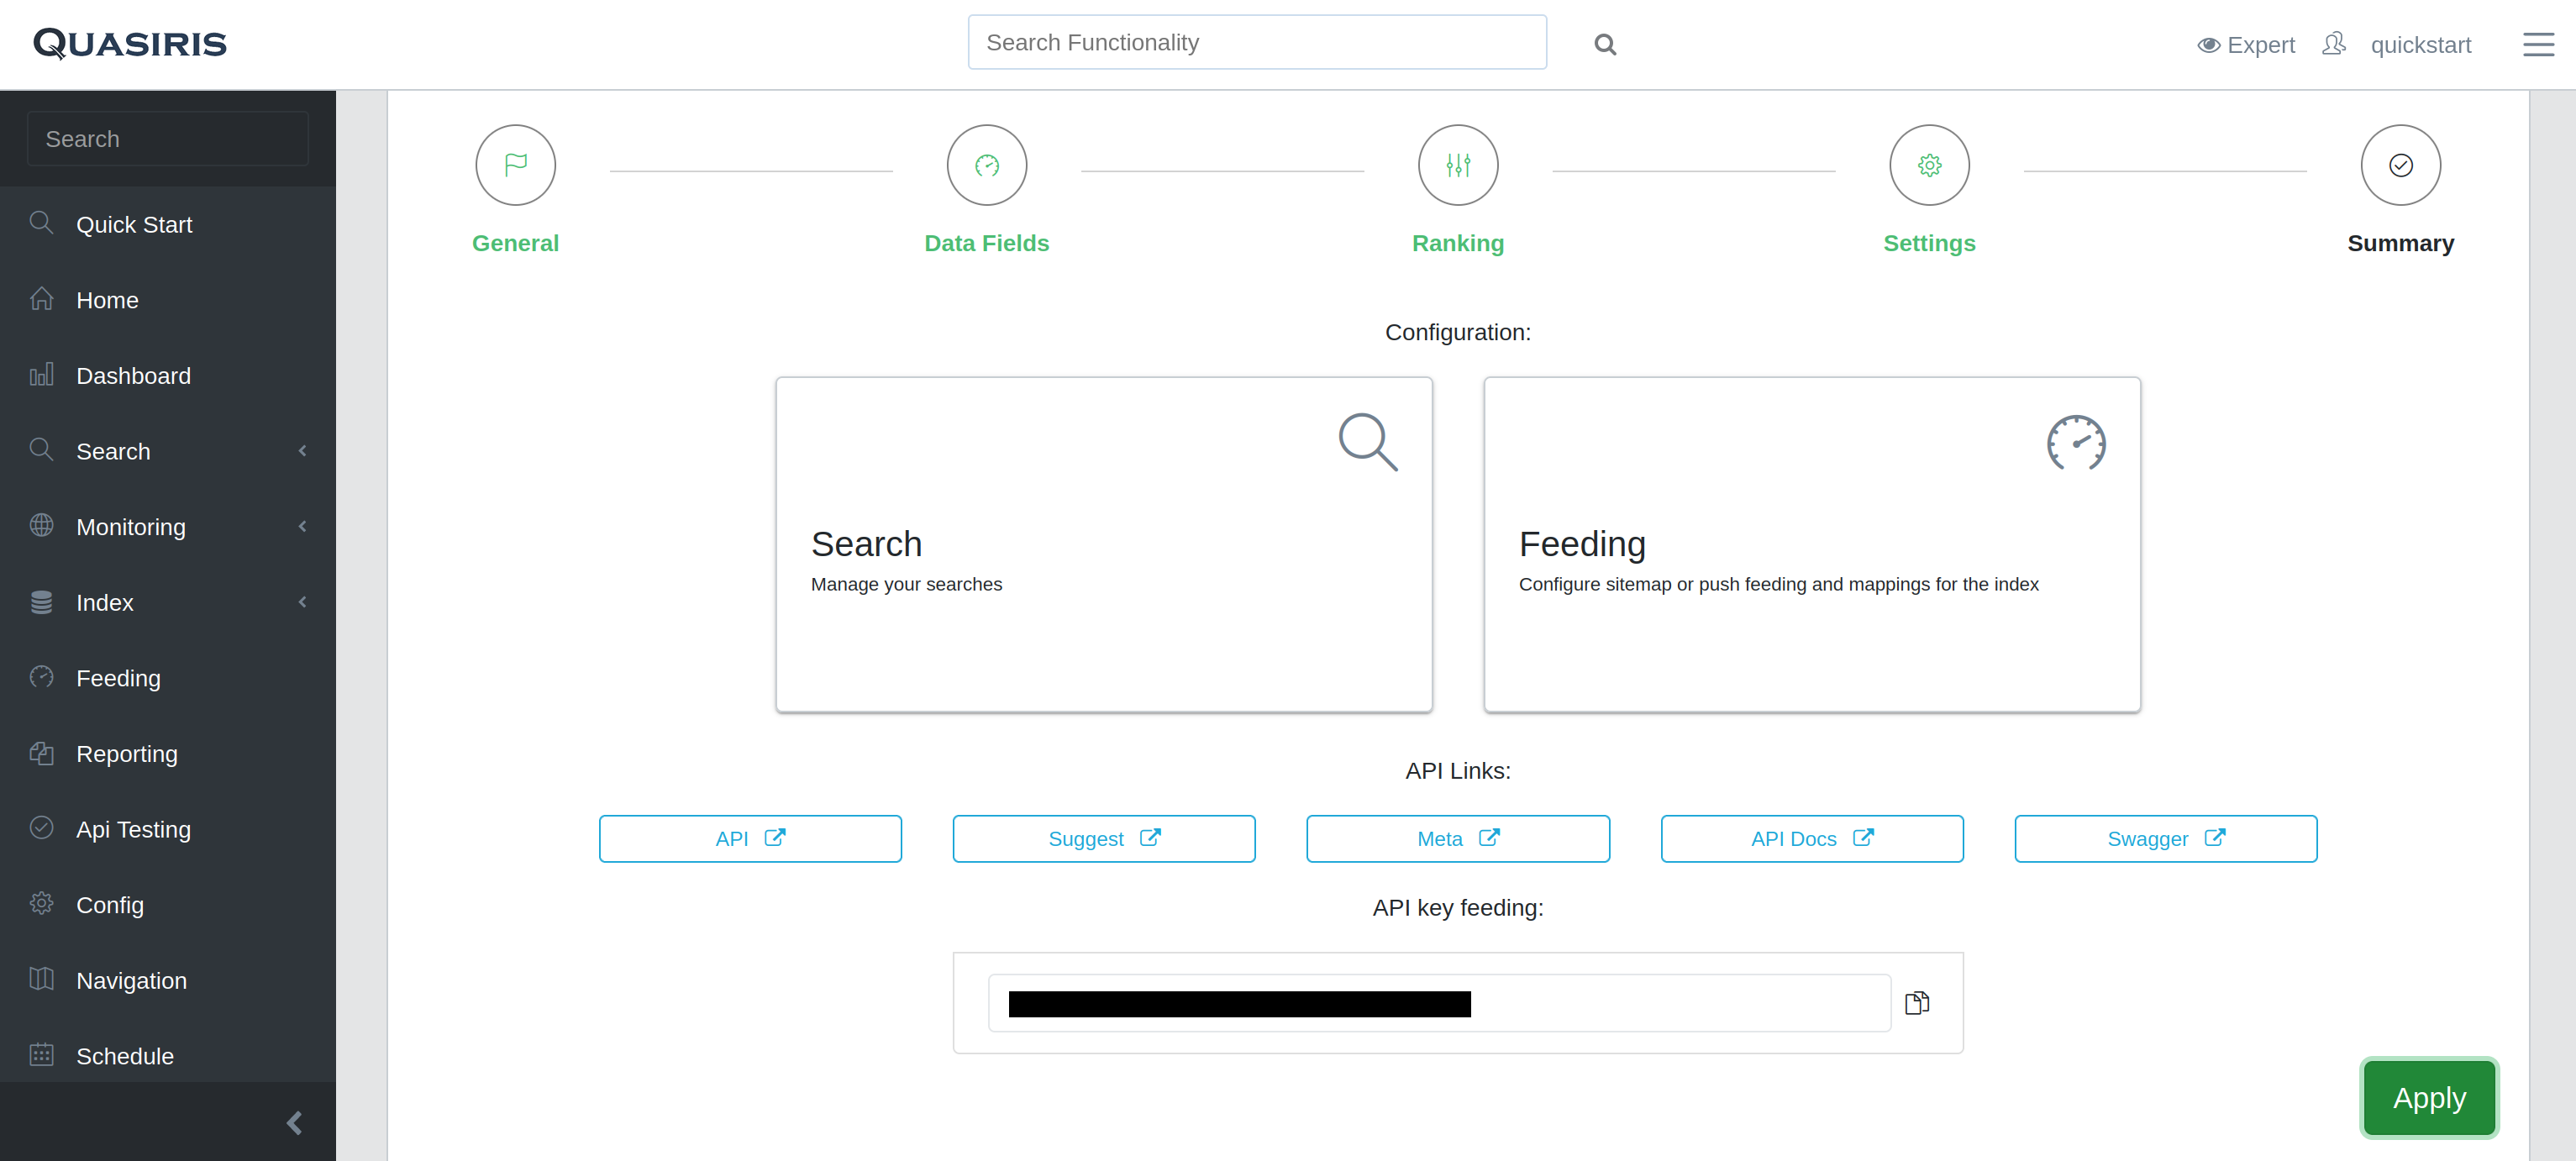 QUASIRIS
Search Functionality
Expert
quickstart
Search
Quick Start
Home
Dashboard
Search
Monitoring
Index
Feeding
Reporting
Api Testing
Config
Navigation
Schedule
General
Data Fields
Ranking
Settings
Summary
Configuration:
Search
Manage your searches
Feeding
Configure sitemap or push feeding and mappings for the index
API Links:
API
Suggest
Meta
API Docs
Swagger
API key feeding:
Apply